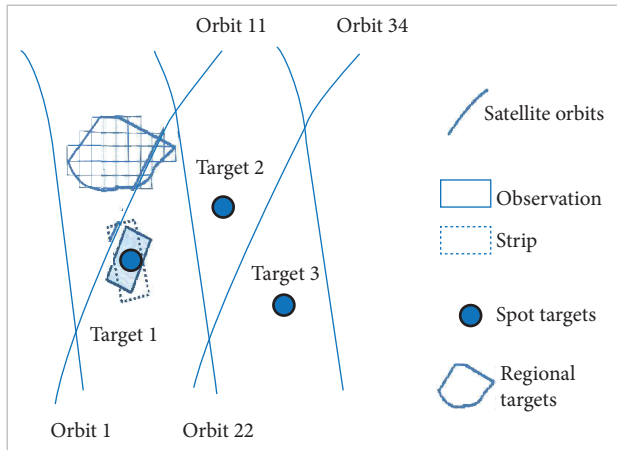 Orbit 11
Orbit 34
Satellite orbits
Target 2
Observation
Strip
Target 3
Spot targets
Target 1
Regional
targets
Orbit 1
Orbit 22